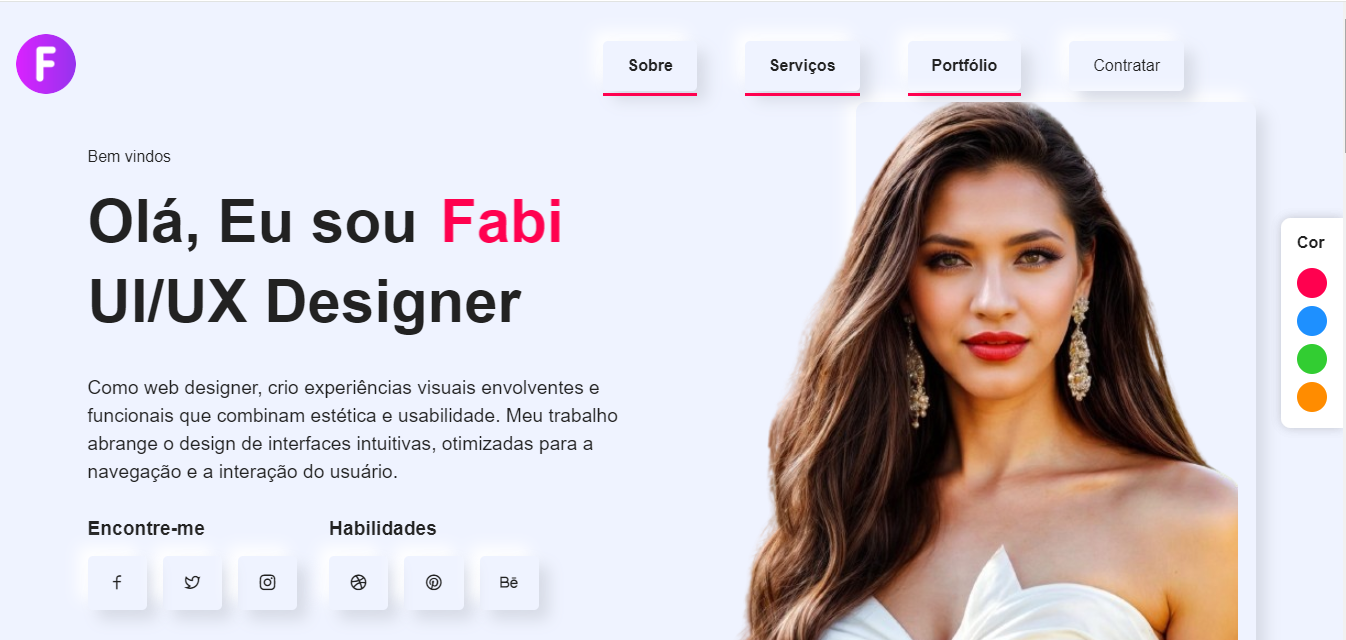 F
Sobre
Serviços
Portfólio
Contratar
Bem vindos
Olá, Eu sou Fabi
UI/UX Designer
Como web designer, crio experiências visuais envolventes e
funcionais que combinam estética e usabilidade. Meu trabalho
abrange o design de interfaces intuitivas, otimizadas para a
navegação e a interação do usuário.
Encontre-me
Habilidades
Bē
Cor